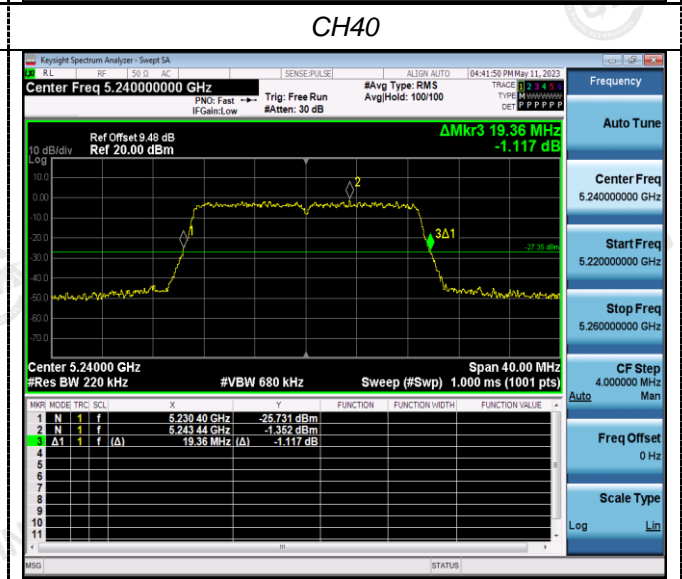 CH40
Keysight Spectrum Analyzer - Swept SA
RL RF 50 Ω AC SENSE:PULSE ALIGN AUTO 04:41:50 PM May 11, 2023
Center Freq 5.240000000 GHz #Avg Type: RMS TRACE 1 2 3 4 5 6
PNO: Fast Trig: Free Run Avg|Hold: 100/100 TYPE M WWWWW
IFGain:Low #Atten: 30 dB DET P P P P P P
Ref Offset 9.48 dB ΔMkr3 19.36 MHz
10 dB/div Ref 20.00 dBm -1.117 dB
Log
10.0
0.00
-10.0
-20.0
-30.0
-40.0
-50.0
-60.0
-70.0
1
2
3Δ1
-27.35 dBm
Center 5.24000 GHz Span 40.00 MHz
#Res BW 220 kHz #VBW 680 kHz Sweep (#Swp) 1.000 ms (1001 pts)
MKR MODE TRC SCL X Y FUNCTION FUNCTION WIDTH FUNCTION VALUE
1 N 1 f 5.230 40 GHz -25.731 dBm
2 N 1 f 5.243 44 GHz -1.352 dBm
3 Δ1 1 f (Δ) 19.36 MHz (Δ) -1.117 dB
4
5
6
7
8
9
10
11
MSG STATUS
Frequency
Auto Tune
Center Freq
5.240000000 GHz
Start Freq
5.220000000 GHz
Stop Freq
5.260000000 GHz
CF Step
4.000000 MHz
Auto Man
Freq Offset
0 Hz
Scale Type
Log Lin